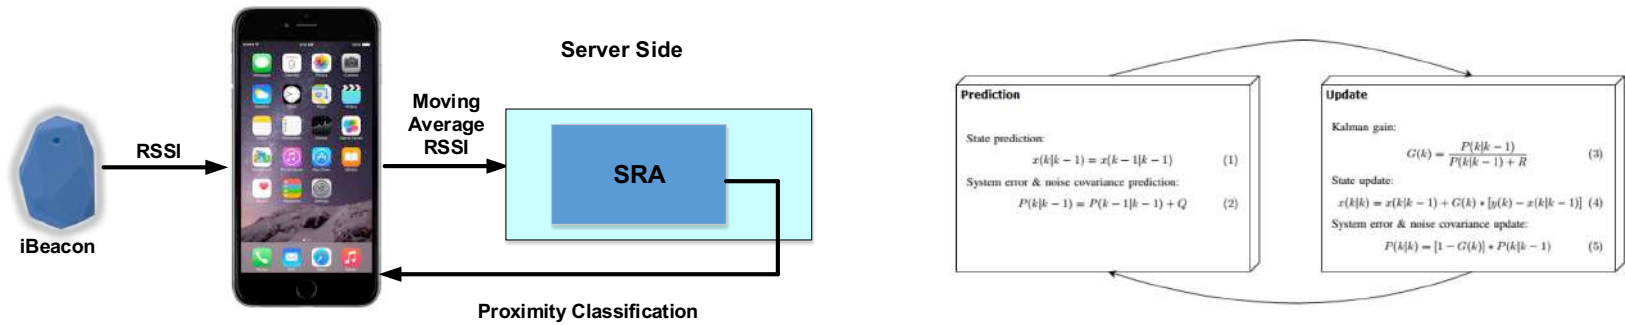 Server Side
Moving
Average
RSSI
RSSI
SRA
iBeacon
Proximity Classification
Prediction
State prediction:
x(k|k − 1) = x(k − 1|k − 1) (1)
System error & noise covariance prediction:
P(k|k − 1) = P(k − 1|k − 1) + Q (2)
Update
Kalman gain:
G(k) = P(k|k − 1) / P(k|k − 1) + R (3)
State update:
x(k|k) = x(k|k − 1) + G(k) * [y(k) − x(k|k − 1)] (4)
System error & noise covariance update:
P(k|k) = [1 − G(k)] * P(k|k − 1) (5)